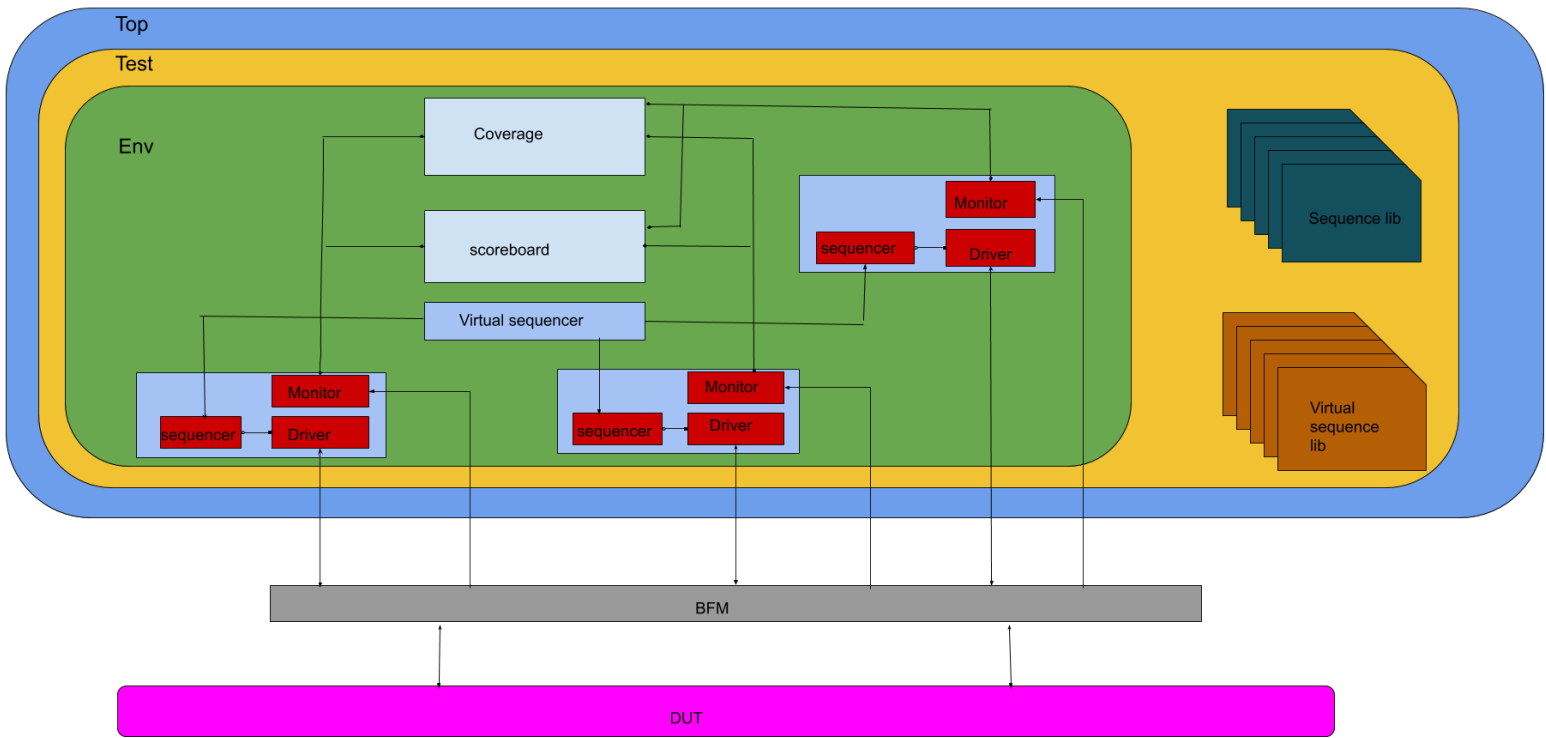 Top
Test
Env
Coverage
scoreboard
Virtual sequencer
Monitor
sequencer
Driver
Monitor
sequencer
Driver
Monitor
sequencer
Driver
Sequence lib
Virtual
sequence
lib
BFM
DUT